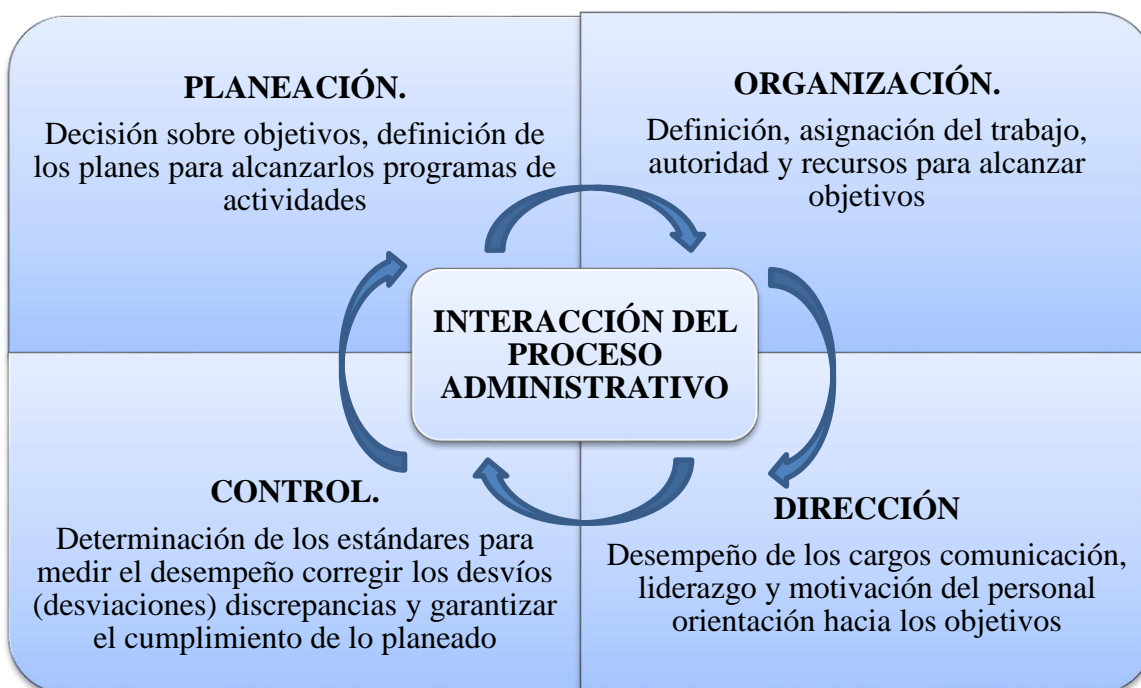 PLANEACIÓN.
Decisión sobre objetivos, definición de
los planes para alcanzarlos programas de
actividades
ORGANIZACIÓN.
Definición, asignación del trabajo,
autoridad y recursos para alcanzar
objetivos
INTERACCIÓN DEL
PROCESO
ADMINISTRATIVO
CONTROL.
Determinación de los estándares para
medir el desempeño corregir los desvíos
(desviaciones) discrepancias y garantizar
el cumplimiento de lo planeado
DIRECCIÓN
Desempeño de los cargos comunicación,
liderazgo y motivación del personal
orientación hacia los objetivos